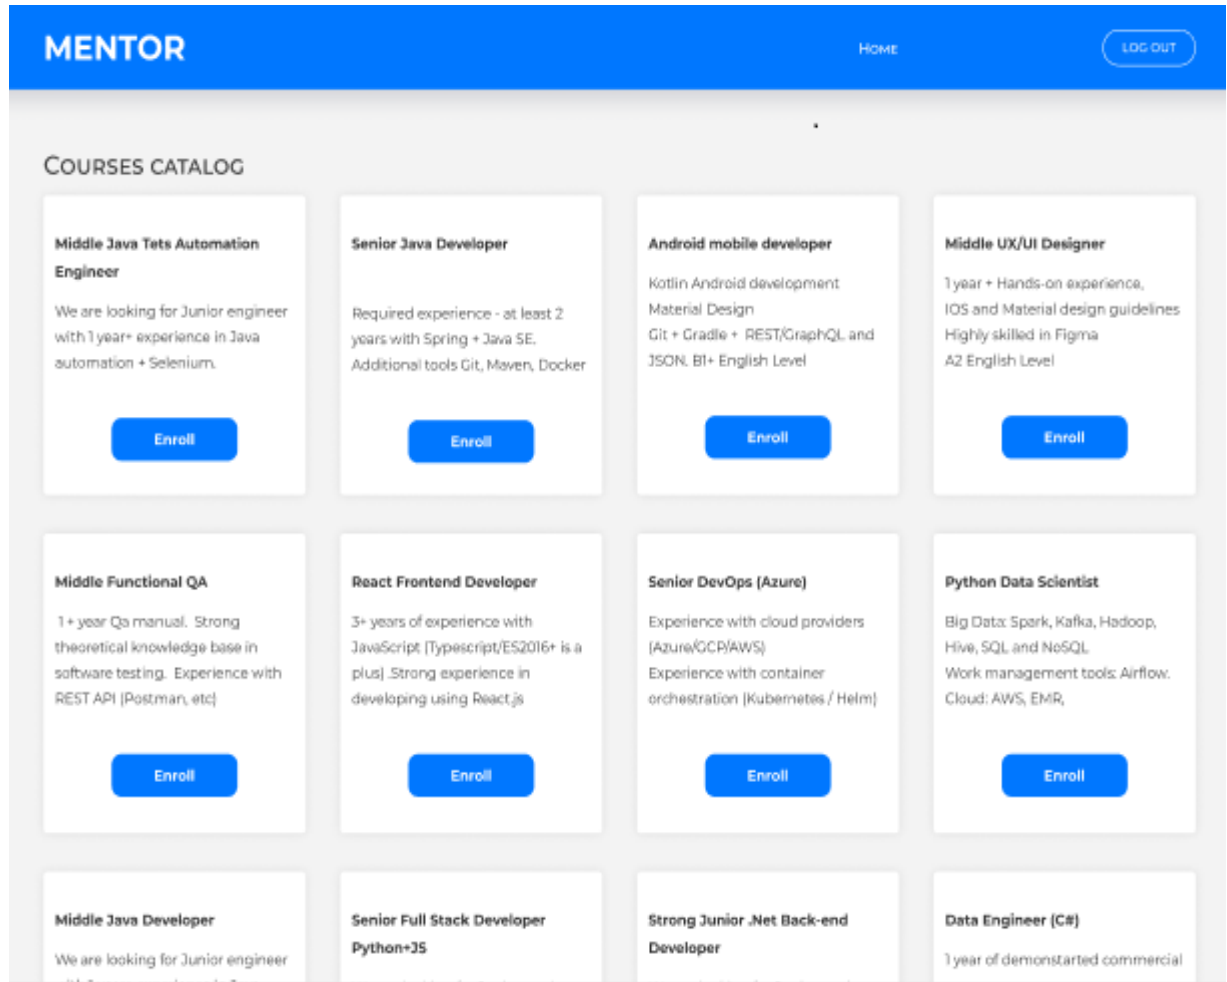 MENTOR
Home
LOG OUT
Courses catalog
Middle Java Tets Automation
Engineer
We are looking for Junior engineer
with 1 year+ experience in Java
automation + Selenium.
Enroll
Senior Java Developer
Required experience - at least 2
years with Spring + Java SE.
Additional tools Git, Maven, Docker
Enroll
Android mobile developer
Kotlin Android development
Material Design
Git + Gradle + REST/GraphQL and
JSON. B1+ English Level
Enroll
Middle UX/UI Designer
1 year + Hands-on experience,
IOS and Material design guidelines
Highly skilled in Figma
A2 English Level
Enroll
Middle Functional QA
1+ year Qa manual. Strong
theoretical knowledge base in
software testing. Experience with
REST API (Postman, etc)
Enroll
React Frontend Developer
3+ years of experience with
JavaScript (Typescript/ES2016+ is a
plus) .Strong experience in
developing using React.js
Enroll
Senior DevOps (Azure)
Experience with cloud providers
(Azure/GCP/AWS)
Experience with container
orchestration (Kubernetes / Helm)
Enroll
Python Data Scientist
Big Data: Spark, Kafka, Hadoop,
Hive, SQL and NoSQL
Work management tools: Airflow.
Cloud: AWS, EMR,
Enroll
Middle Java Developer
We are looking for Junior engineer
Senior Full Stack Developer
Python+JS
Strong Junior .Net Back-end
Developer
Data Engineer (C#)
1 year of demonstarted commercial